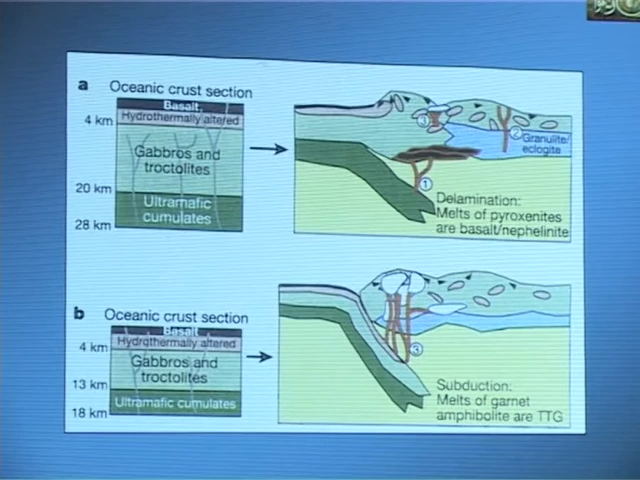 a
Oceanic crust section
Basalt
Hydrothermally altered
4 km
Gabbros and
troctolites
20 km
Ultramafic
cumulates
28 km
3
2
Granulite/
eclogite
1
Delamination:
Melts of pyroxenites
are basalt/nephelinite
b
Oceanic crust section
Basalt
4 km
Hydrothermally altered
Gabbros and
troctolites
13 km
Ultramafic cumulates
18 km
3
Subduction:
Melts of garnet
amphibolite are TTG